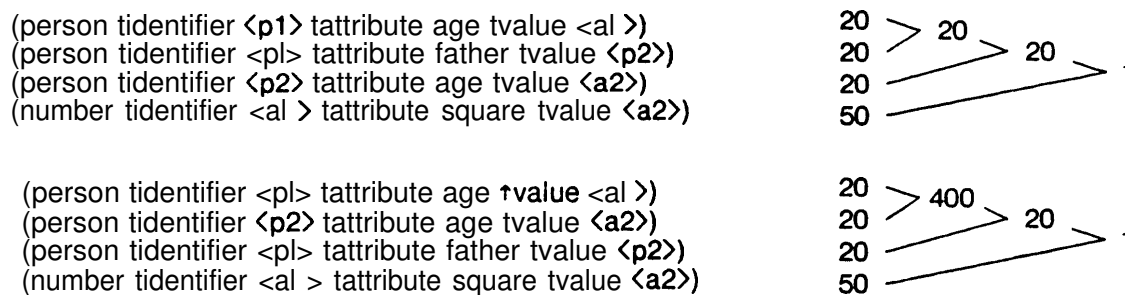 (person tidentifier <p1> tattribute age tvalue <al >) 20
20
(person tidentifier <pl> tattribute father tvalue <p2>) 20 20
(person tidentifier <p2> tattribute age tvalue <a2>) 20
(number tidentifier <al > tattribute square tvalue <a2>) 50
(person tidentifier <pl> tattribute age ↑value <al >) 20
400
(person tidentifier <p2> tattribute age tvalue <a2>) 20 20
(person tidentifier <pl> tattribute father tvalue <p2>) 20
(number tidentifier <al > tattribute square tvalue <a2>) 50